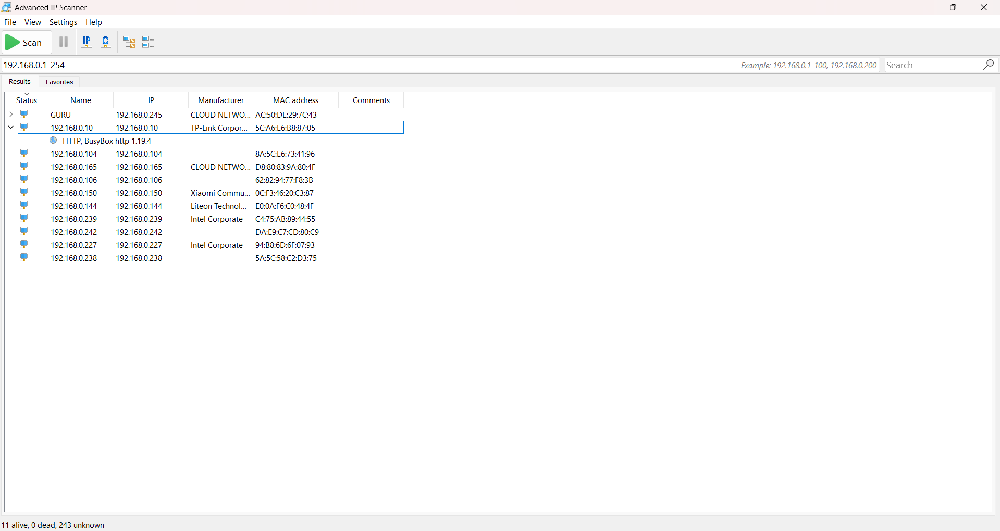 Advanced IP Scanner
File View Settings Help
Scan IP C
192.168.0.1-254 Example: 192.168.0.1-100, 192.168.0.200 Search
Results Favorites
Status Name IP Manufacturer MAC address Comments
GURU 192.168.0.245 CLOUD NETWO... AC:50:DE:29:7C:43
192.168.0.10 192.168.0.10 TP-Link Corpor... 5C:A6:E6:B8:87:05
HTTP, BusyBox http 1.19.4
192.168.0.104 192.168.0.104 8A:5C:E6:73:41:96
192.168.0.165 192.168.0.165 CLOUD NETWO... D8:80:83:9A:80:4F
192.168.0.106 192.168.0.106 62:82:94:77:F8:3B
192.168.0.150 192.168.0.150 Xiaomi Commu... 0C:F3:46:20:C3:87
192.168.0.144 192.168.0.144 Liteon Technol... E0:0A:F6:C0:48:4F
192.168.0.239 192.168.0.239 Intel Corporate C4:75:AB:89:44:55
192.168.0.242 192.168.0.242 DA:E9:C7:CD:80:C9
192.168.0.227 192.168.0.227 Intel Corporate 94:B8:6D:6F:07:93
192.168.0.238 192.168.0.238 5A:5C:58:C2:D3:75
11 alive, 0 dead, 243 unknown